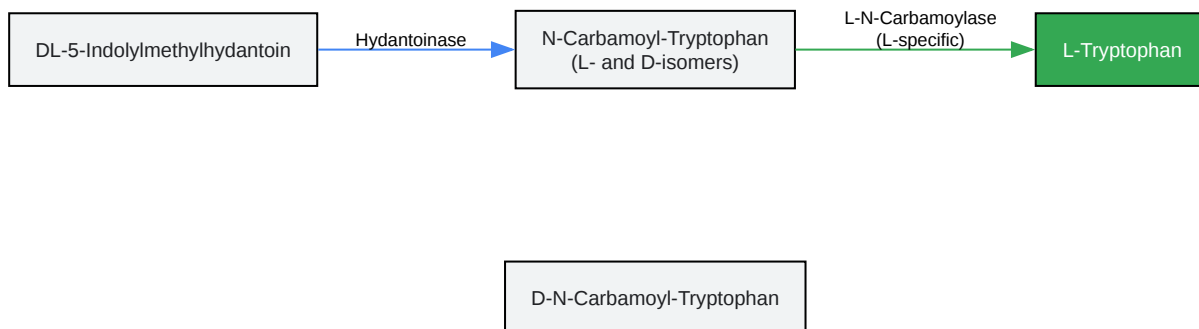 DL-5-Indolylmethylhydantoin
Hydantoinase
N-Carbamoyl-Tryptophan
(L- and D-isomers)
L-N-Carbamoylase
(L-specific)
L-Tryptophan
D-N-Carbamoyl-Tryptophan